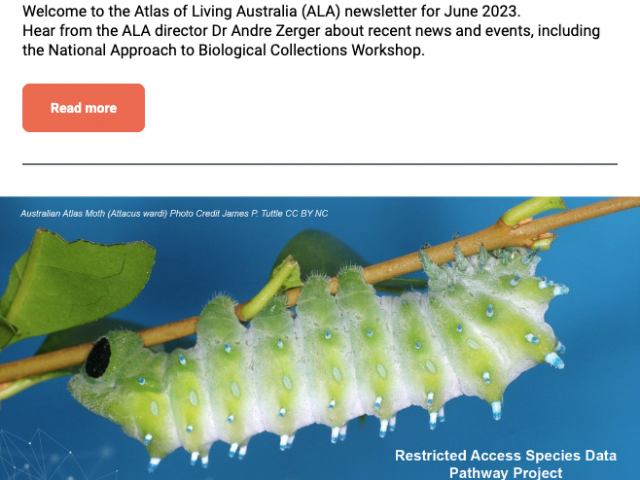 Welcome to the Atlas of Living Australia (ALA) newsletter for June 2023.
Hear from the ALA director Dr Andre Zerger about recent news and events, including
the National Approach to Biological Collections Workshop.
Read more
Australian Atlas Moth (Attacus wardi) Photo Credit James P. Tuttle CC BY NC
Restricted Access Species Data
Pathway Project